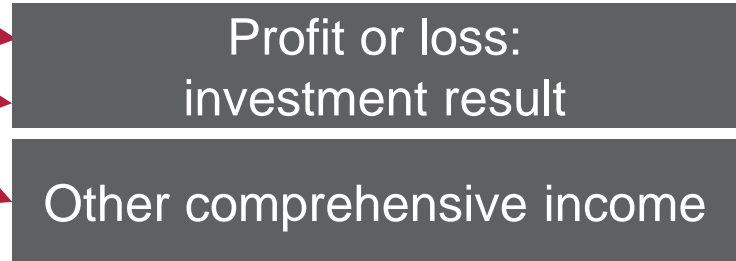 Profit or loss:
investment result
Other comprehensive income